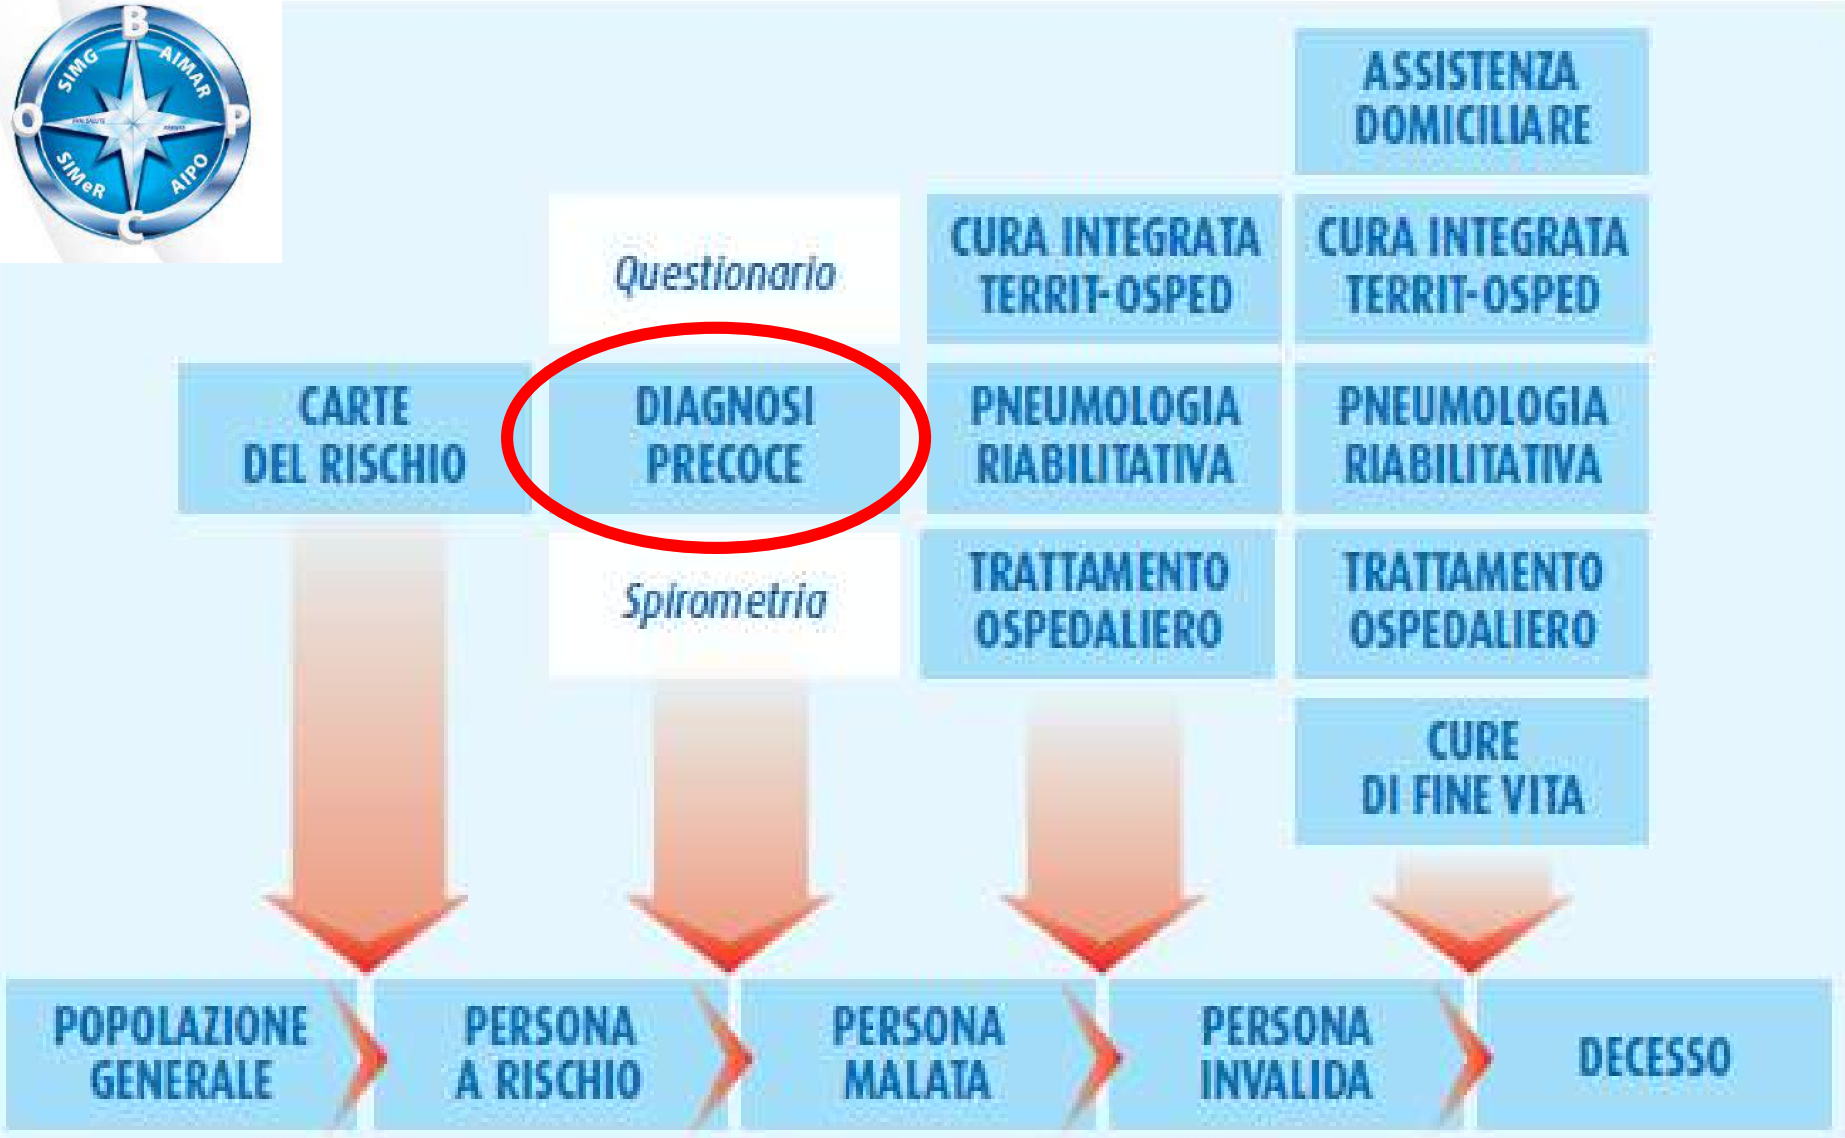 B
SIMG
AIMAR
O
P
SIMeR
AIPO
C
ASSISTENZA
DOMICILIARE
Questionario
CURA INTEGRATA
TERRIT-OSPED
CURA INTEGRATA
TERRIT-OSPED
CARTE
DEL RISCHIO
DIAGNOSI
PRECOCE
PNEUMOLOGIA
RIABILITATIVA
PNEUMOLOGIA
RIABILITATIVA
Spirometria
TRATTAMENTO
OSPEDALIERO
TRATTAMENTO
OSPEDALIERO
CURE
DI FINE VITA
POPOLAZIONE
GENERALE
PERSONA
A RISCHIO
PERSONA
MALATA
PERSONA
INVALIDA
DECESSO